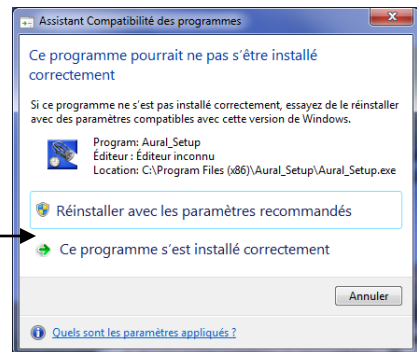 Assistant Compatibilité des programmes
Ce programme pourrait ne pas s'être installé
correctement
Si ce programme ne s'est pas installé correctement, essayez de le réinstaller
avec des paramètres compatibles avec cette version de Windows.
Program: Aural_Setup
Éditeur : Éditeur inconnu
Location: C:\Program Files (x86)\Aural_Setup\Aural_Setup.exe
Réinstaller avec les paramètres recommandés
Ce programme s'est installé correctement
Annuler
Quels sont les paramètres appliqués ?